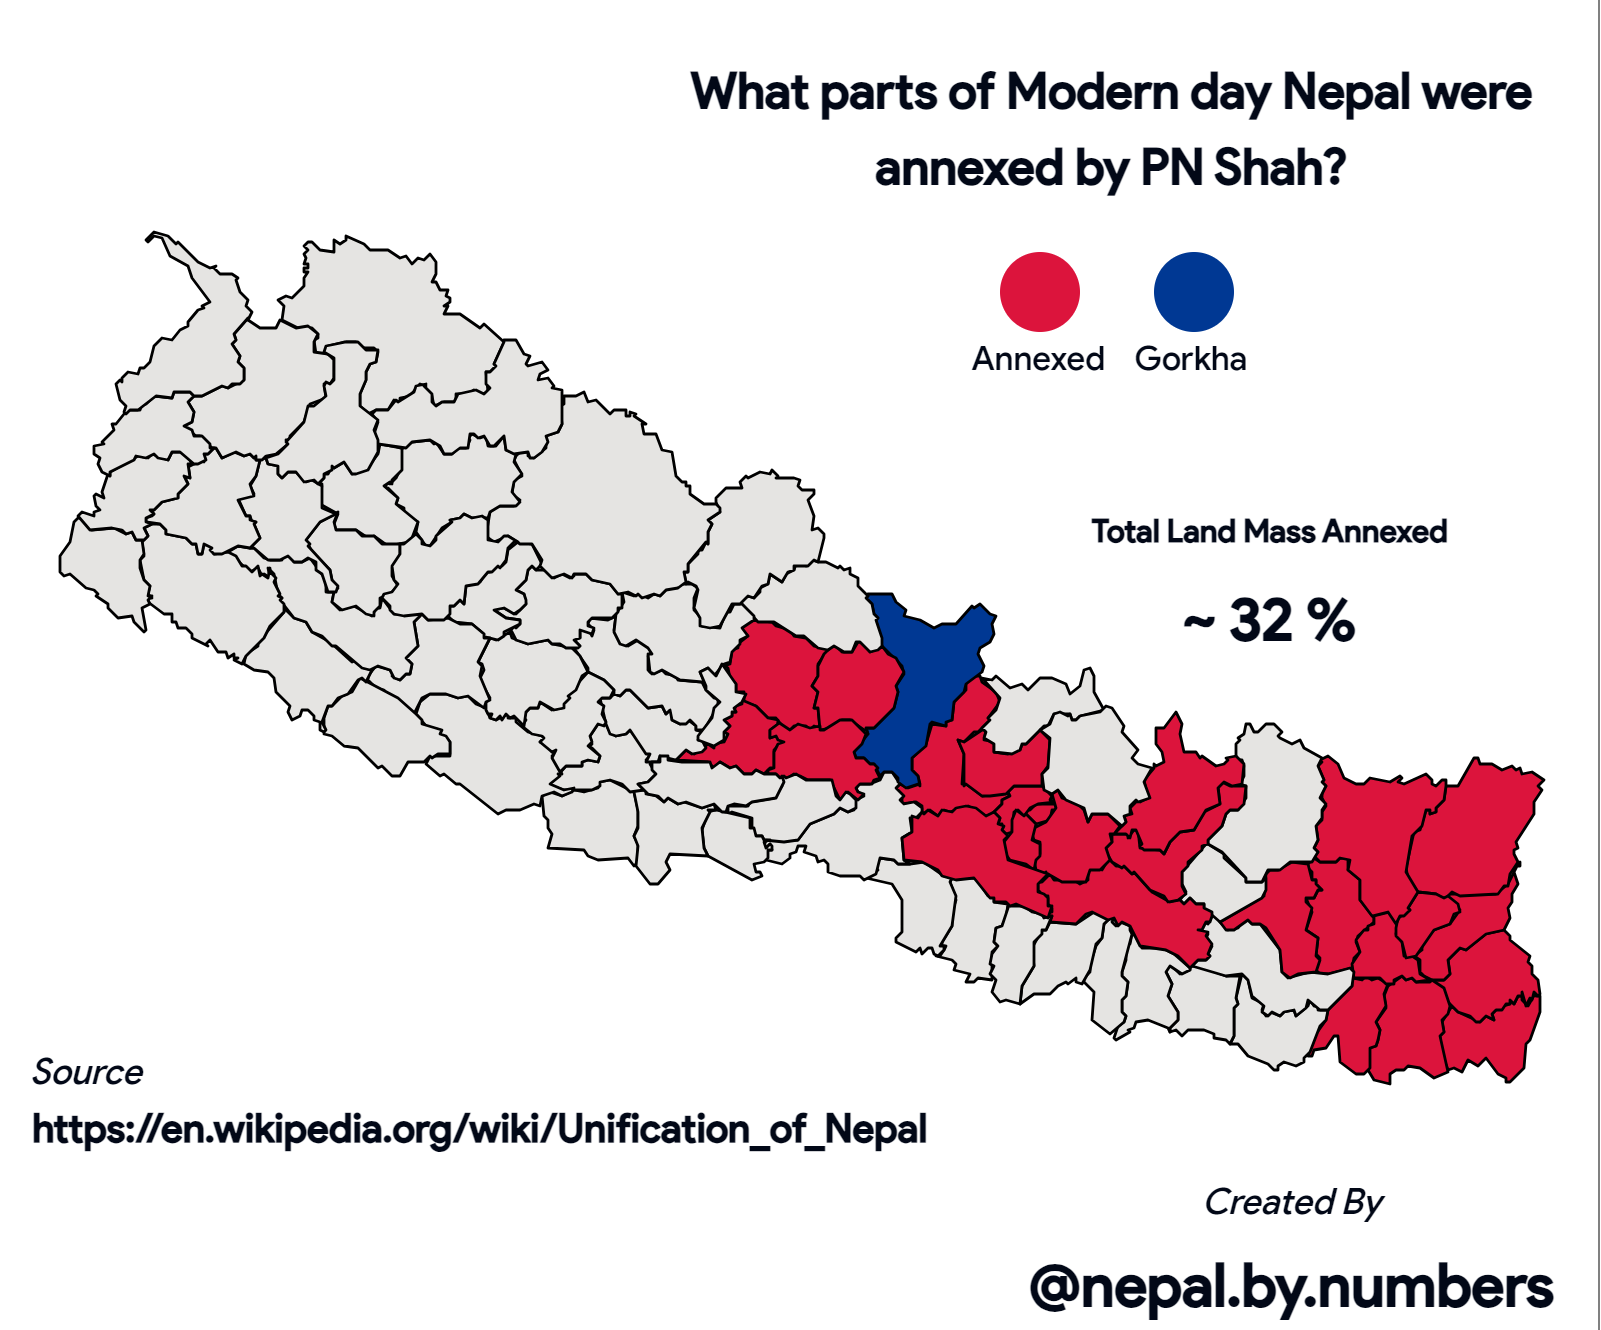 What parts of Modern day Nepal were
annexed by PN Shah?
Annexed
Gorkha
Total Land Mass Annexed
~ 32 %
Source
https://en.wikipedia.org/wiki/Unification_of_Nepal
Created By
@nepal.by.numbers